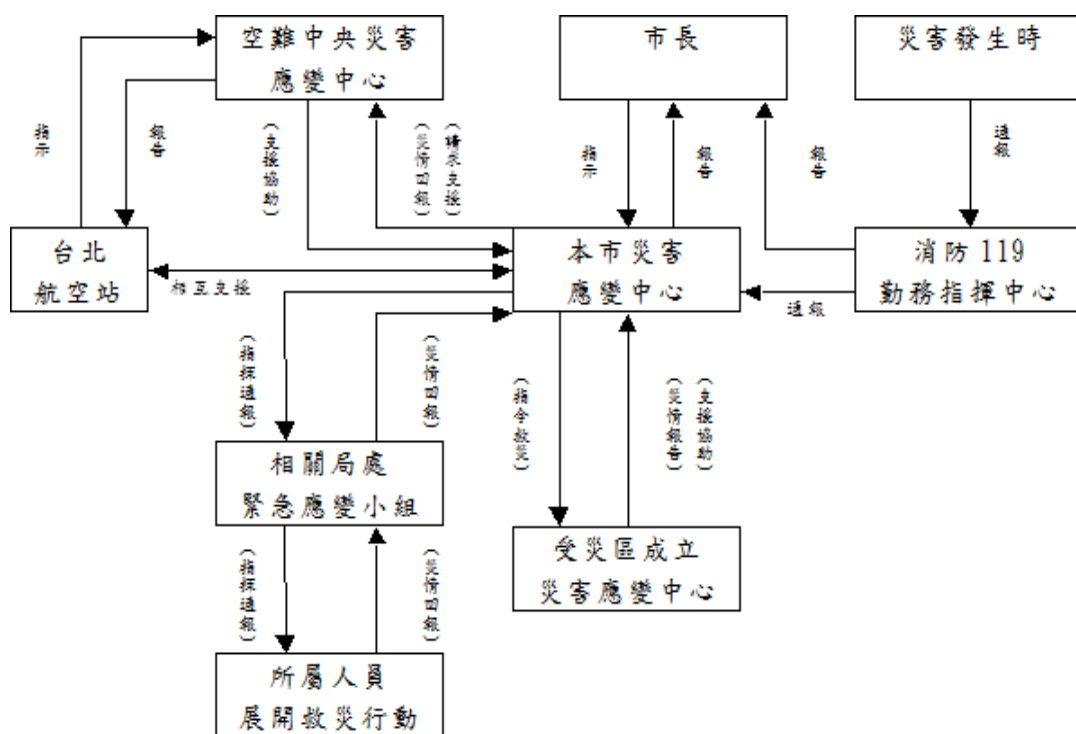 空難中央災害
應變中心
市長
災害發生時
指示
報告
(支援協助)
(災情回報)
(請求支援)
指示
報告
報告
通報
台北
航空站
相互支援
本市災害
應變中心
消防119
勤務指揮中心
通報
(指揮通報)
(災情回報)
(指令救災)
(災情報告)
(支援協助)
相關局處
緊急應變小組
受災區成立
災害應變中心
(指揮通報)
(災情回報)
所屬人員
展開救災行動